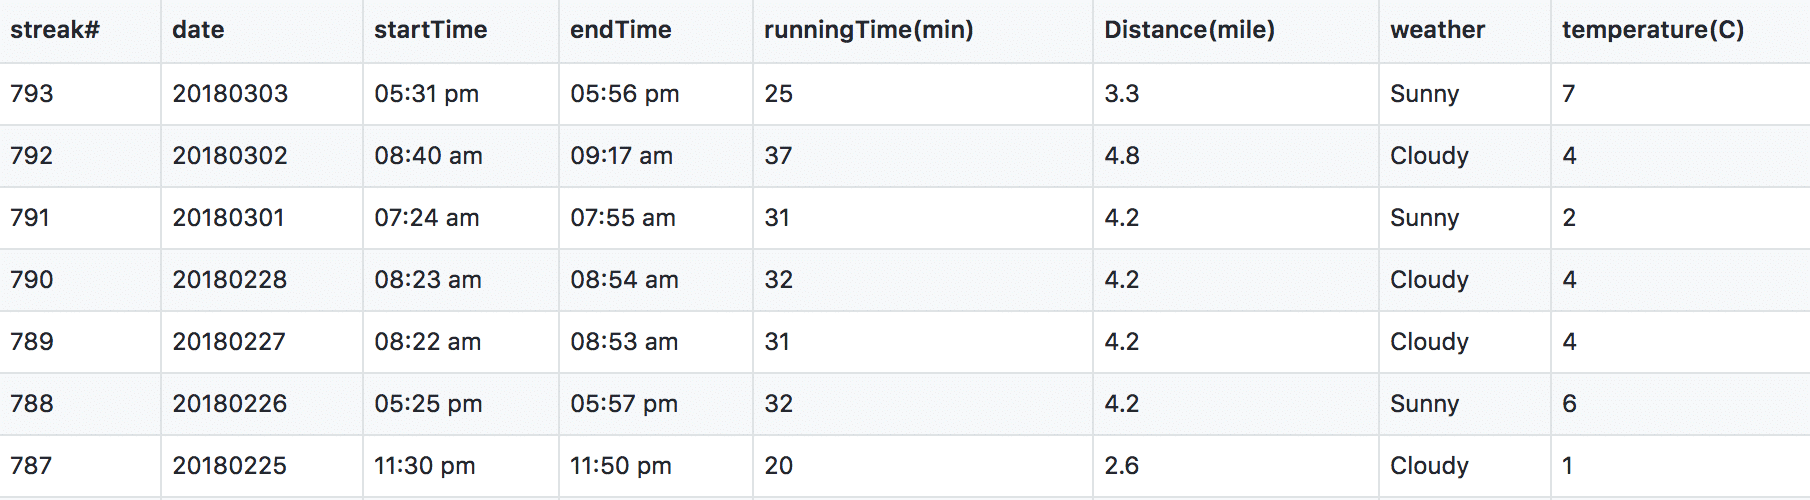 streak# date startTime endTime runningTime(min) Distance(mile) weather temperature(C)
793 20180303 05:31 pm 05:56 pm 25 3.3 Sunny 7
792 20180302 08:40 am 09:17 am 37 4.8 Cloudy 4
791 20180301 07:24 am 07:55 am 31 4.2 Sunny 2
790 20180228 08:23 am 08:54 am 32 4.2 Cloudy 4
789 20180227 08:22 am 08:53 am 31 4.2 Cloudy 4
788 20180226 05:25 pm 05:57 pm 32 4.2 Sunny 6
787 20180225 11:30 pm 11:50 pm 20 2.6 Cloudy 1